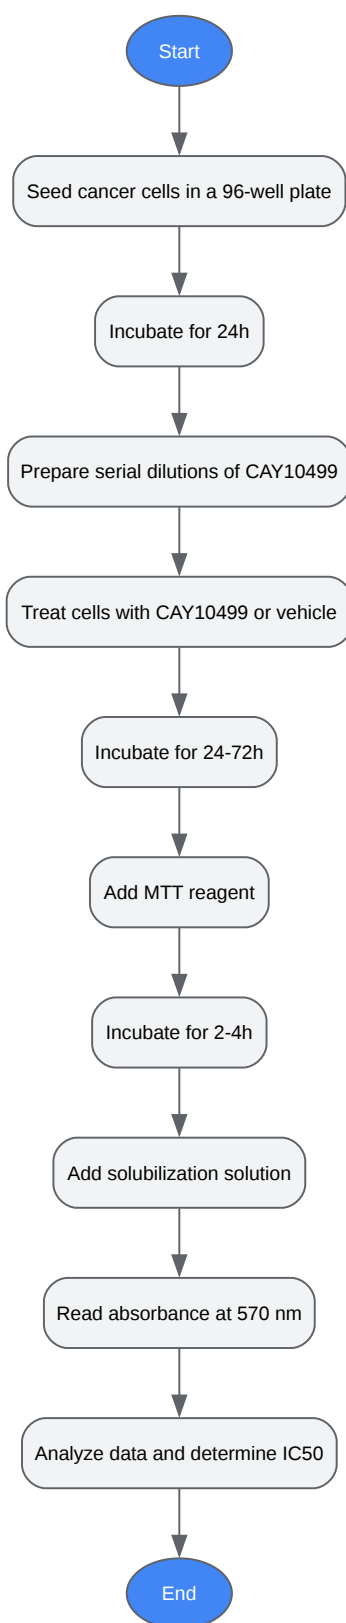 Start
Seed cancer cells in a 96-well plate
Incubate for 24h
Prepare serial dilutions of CAY10499
Treat cells with CAY10499 or vehicle
Incubate for 24-72h
Add MTT reagent
Incubate for 2-4h
Add solubilization solution
Read absorbance at 570 nm
Analyze data and determine IC50
End